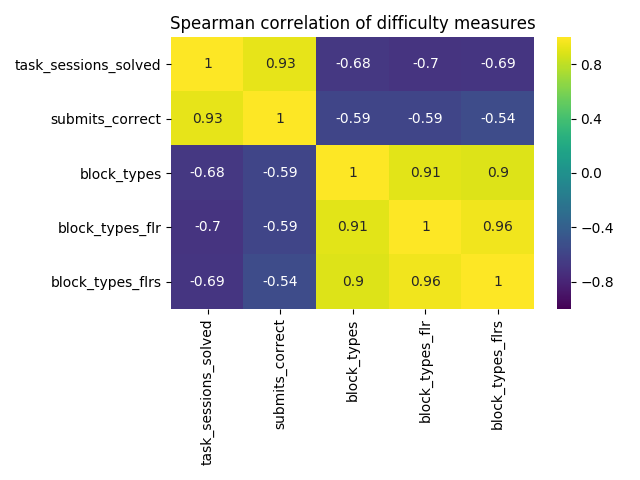 Spearman correlation of difficulty measures
task_sessions_solved 1 0.93 -0.68 -0.7 -0.69
submits_correct 0.93 1 -0.59 -0.59 -0.54
block_types -0.68 -0.59 1 0.91 0.9
block_types_flr -0.7 -0.59 0.91 1 0.96
block_types_flrs -0.69 -0.54 0.9 0.96 1
task_sessions_solved
submits_correct
block_types
block_types_flr
block_types_flrs
0.8
0.4
0.0
−0.4
−0.8